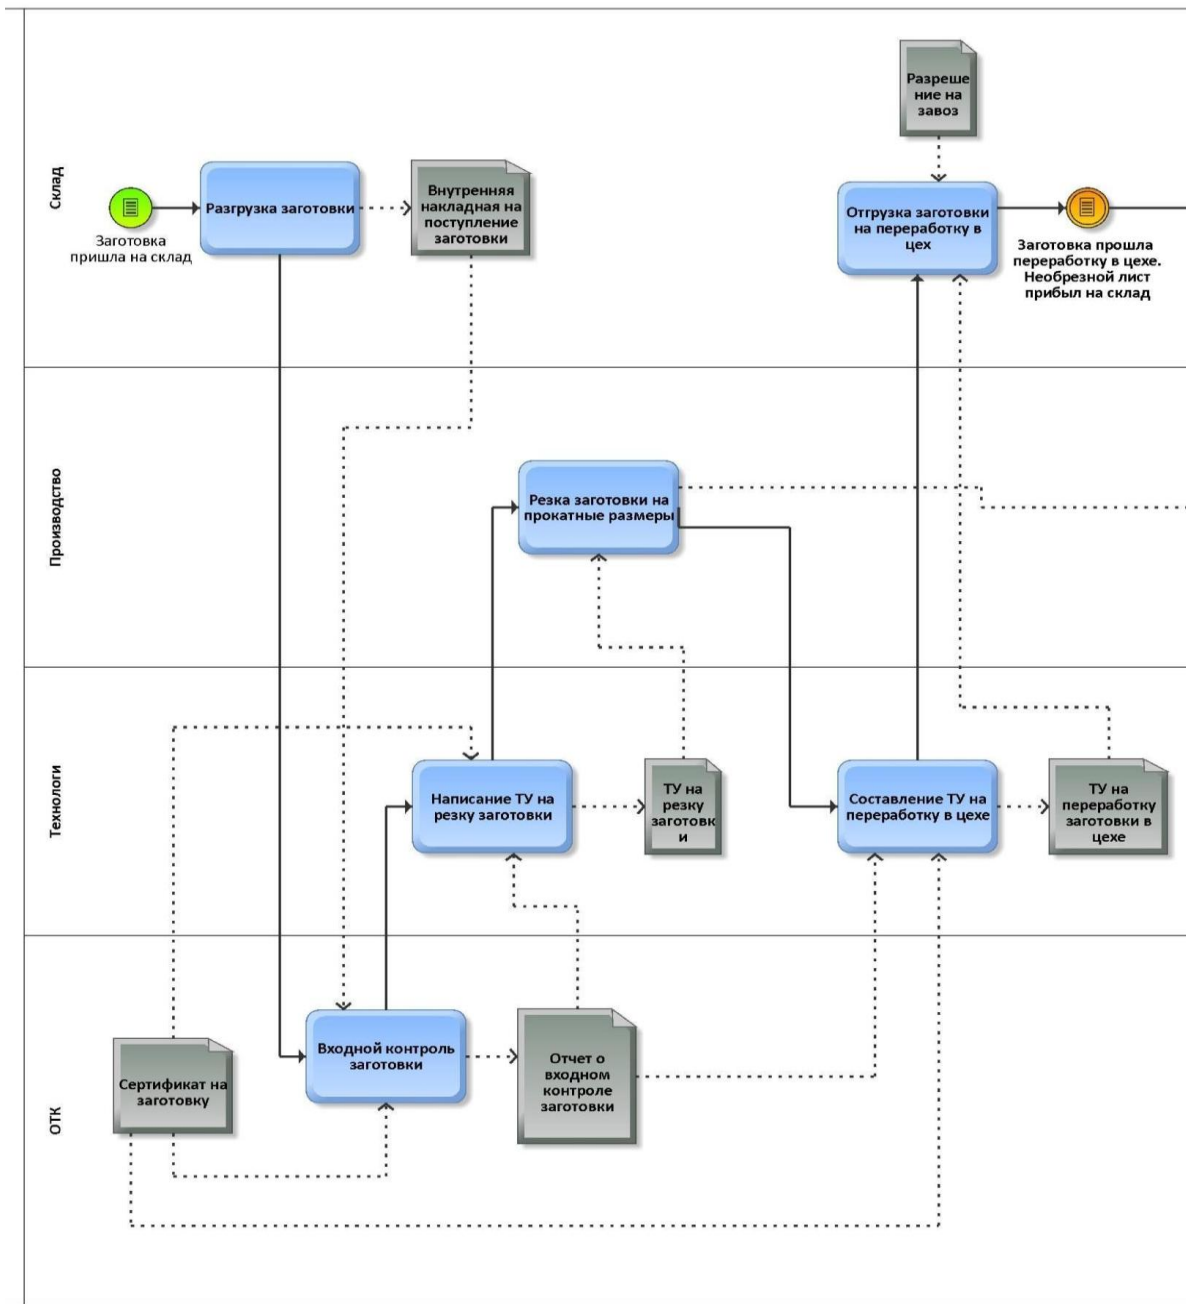 Склад
Разреше
ние на
завоз
Разгрузка заготовки
Внутренняя
накладная на
поступление
заготовки
Отгрузка заготовки
на переработку в
цех
Заготовка
пришла на склад
Заготовка прошла
переработку в цехе.
Необрезной лист
прибыл на склад
Производство
Резка заготовки на
прокатные размеры
Технологи
Написание ТУ на
резку заготовки
ТУ на
резку
заготовк
и
Составление ТУ на
переработку в цехе
ТУ на
переработку
заготовки в
цехе
ОТК
Сертификат на
заготовку
Входной контроль
заготовки
Отчет о
входном
контроле
заготовки